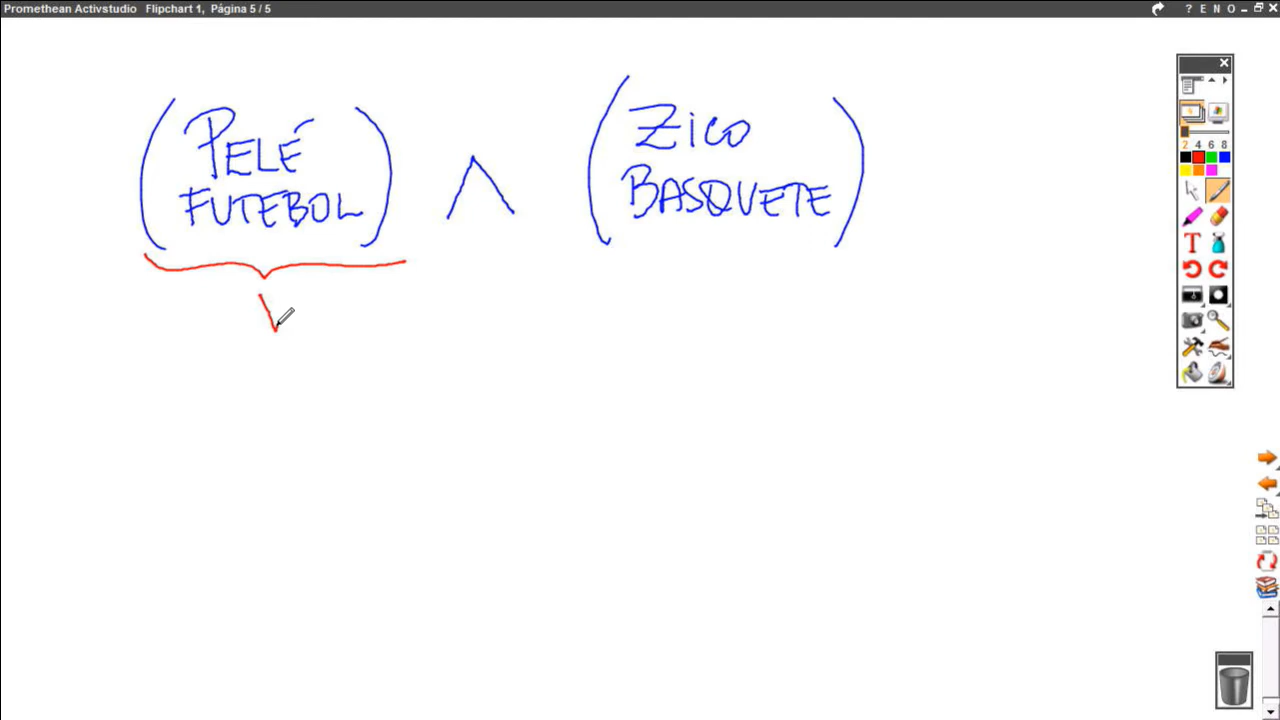 Promethean Activstudio Flipchart 1, Página 5 / 5
? E N O
(PELÉ FUTEBOL) ∧ (ZICO BASQUETE)
2 4 6 8
T